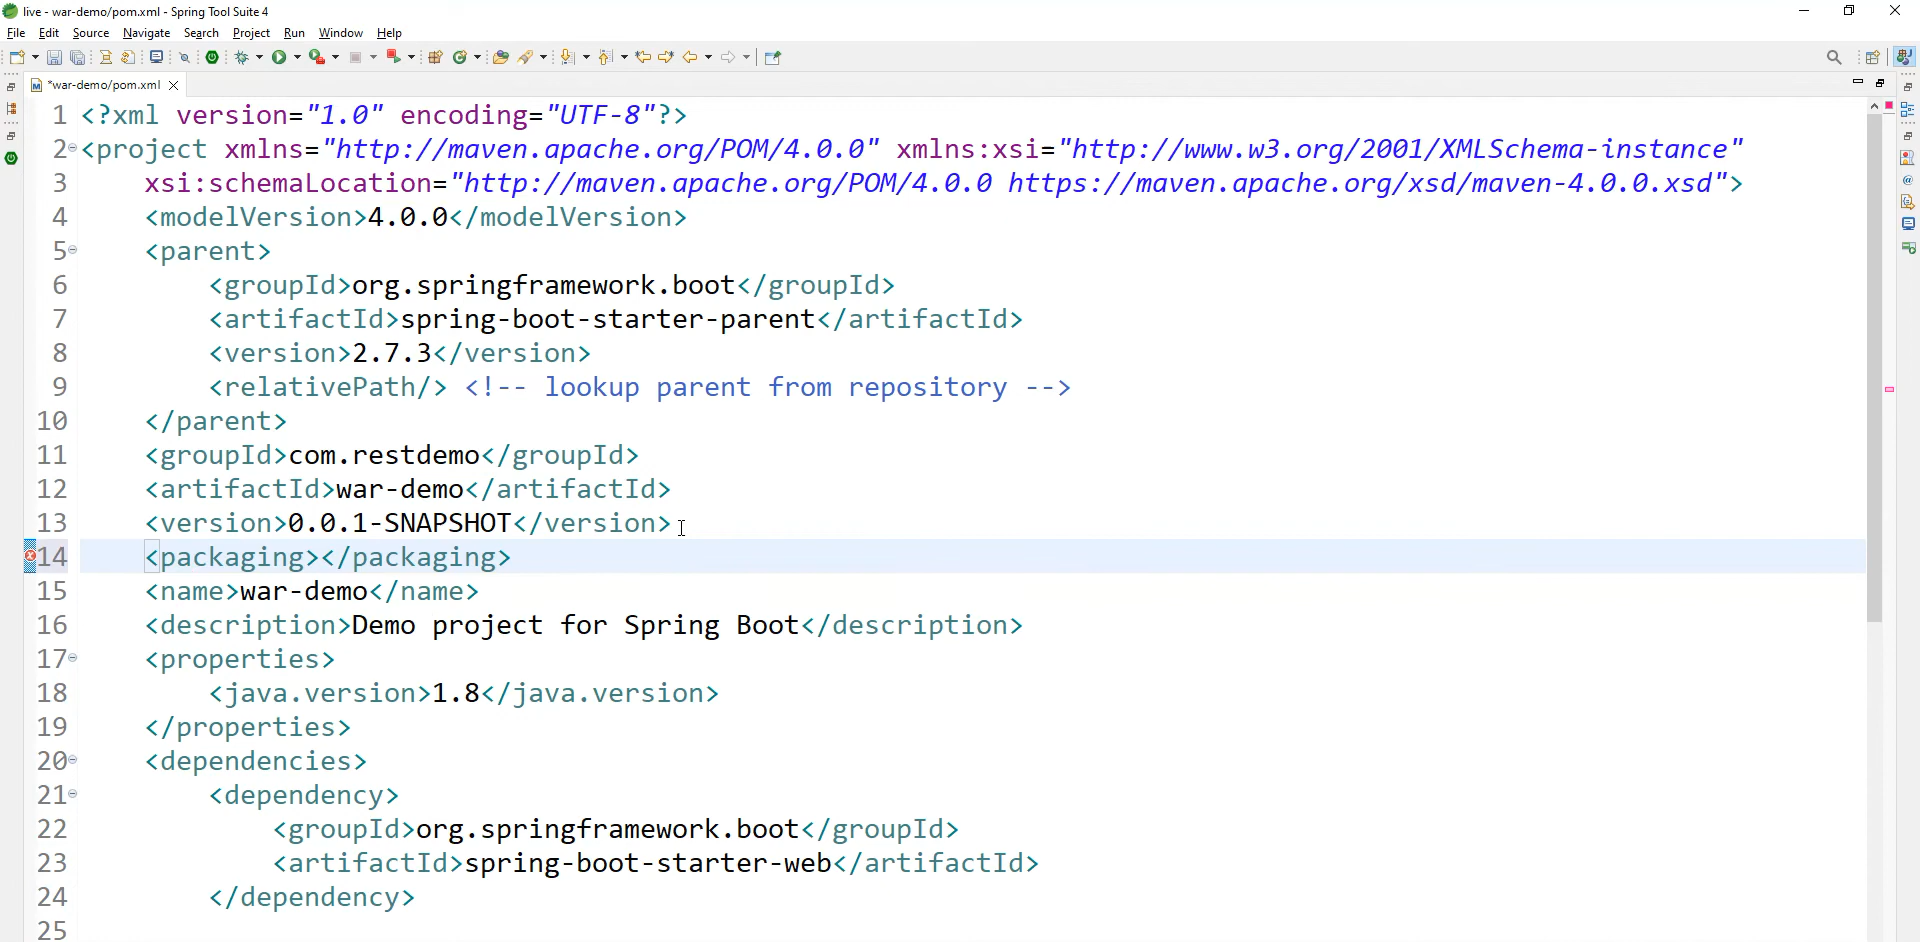 live - war-demo/pom.xml - Spring Tool Suite 4
File Edit Source Navigate Search Project Run Window Help
*war-demo/pom.xml
1 <?xml version="1.0" encoding="UTF-8"?>
2 <project xmlns="http://maven.apache.org/POM/4.0.0" xmlns:xsi="http://www.w3.org/2001/XMLSchema-instance"
3 xsi:schemaLocation="http://maven.apache.org/POM/4.0.0 https://maven.apache.org/xsd/maven-4.0.0.xsd">
4 <modelVersion>4.0.0</modelVersion>
5 <parent>
6 <groupId>org.springframework.boot</groupId>
7 <artifactId>spring-boot-starter-parent</artifactId>
8 <version>2.7.3</version>
9 <relativePath/> <!-- lookup parent from repository -->
10 </parent>
11 <groupId>com.restdemo</groupId>
12 <artifactId>war-demo</artifactId>
13 <version>0.0.1-SNAPSHOT</version>
14 <packaging></packaging>
15 <name>war-demo</name>
16 <description>Demo project for Spring Boot</description>
17 <properties>
18 <java.version>1.8</java.version>
19 </properties>
20 <dependencies>
21 <dependency>
22 <groupId>org.springframework.boot</groupId>
23 <artifactId>spring-boot-starter-web</artifactId>
24 </dependency>
25